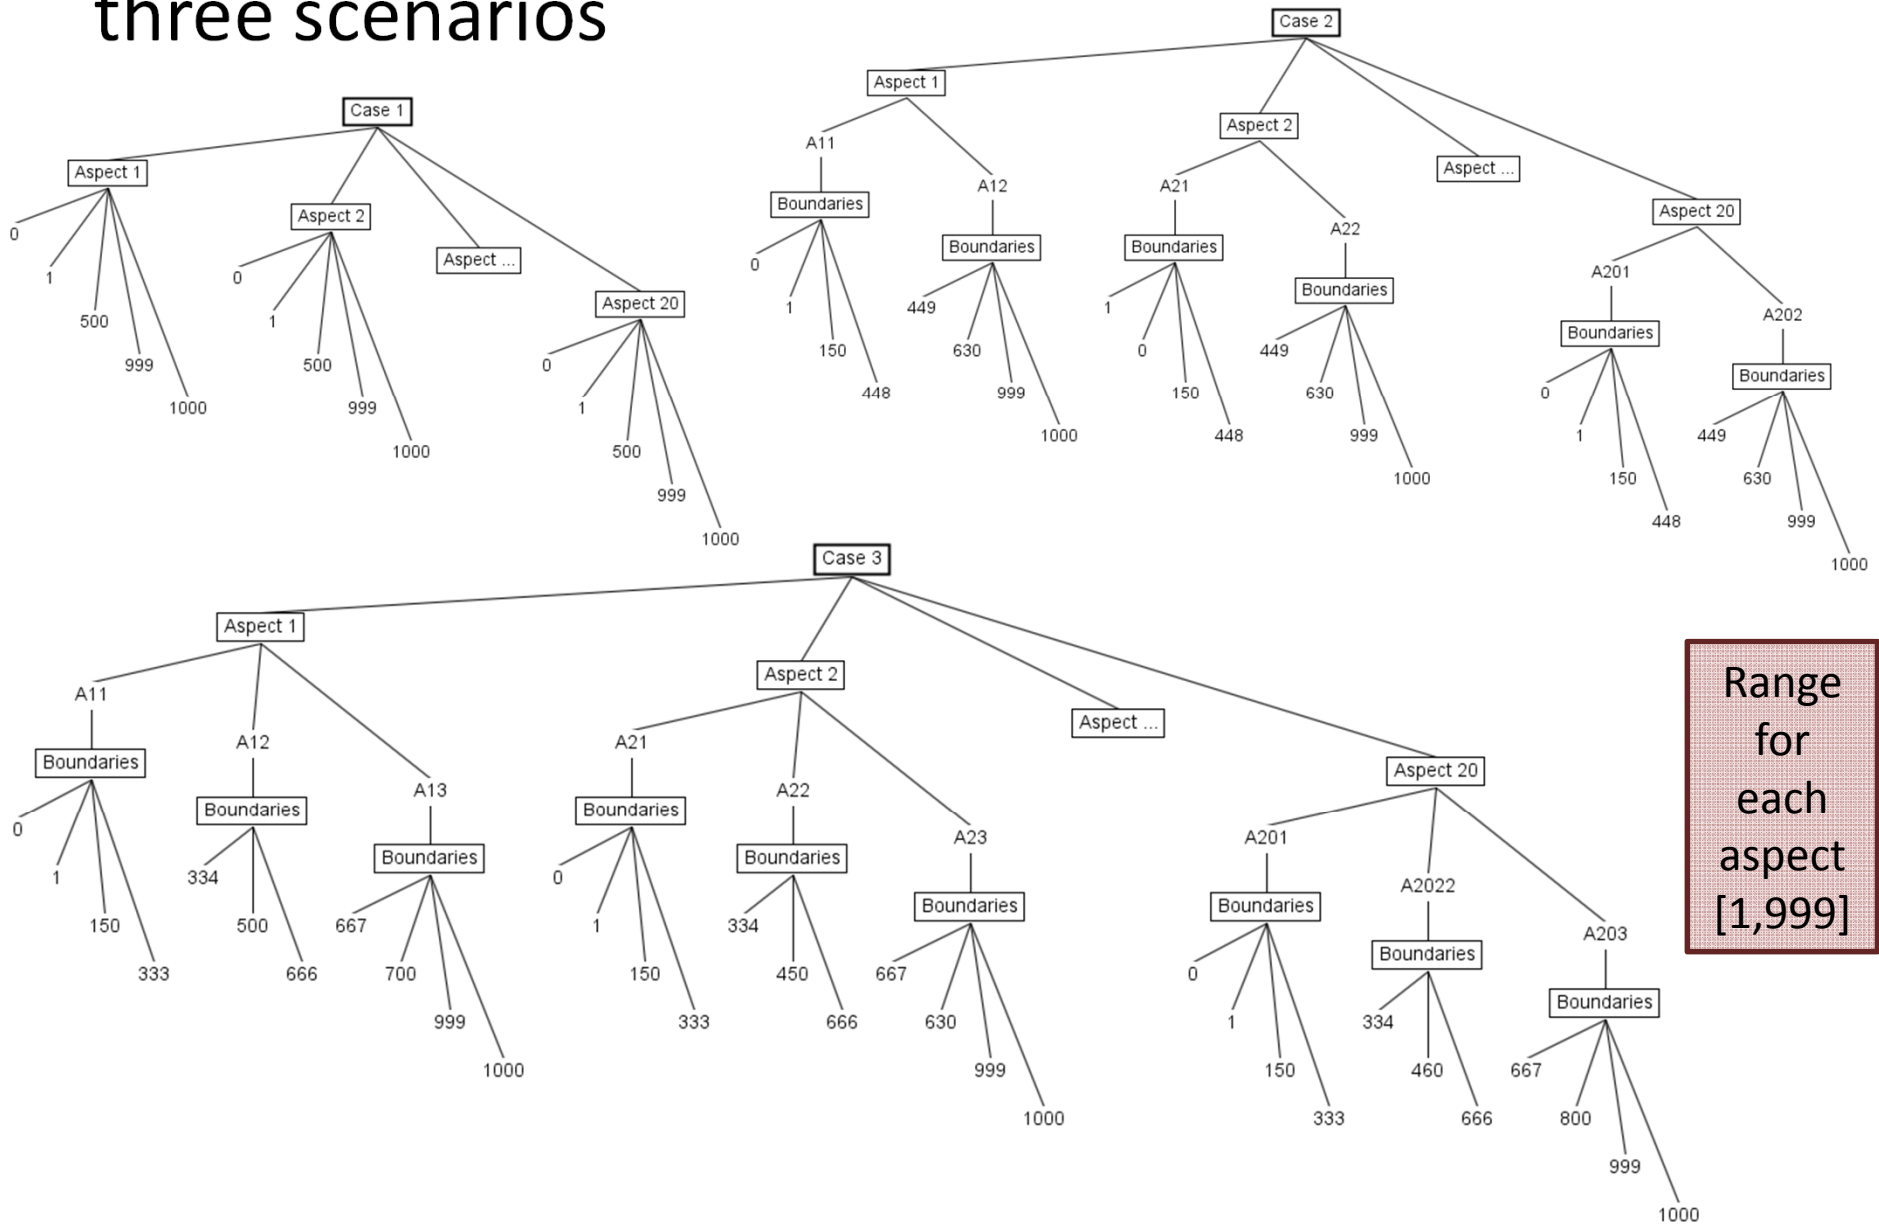 three scenarios
Case 1
Aspect 1
0
1
500
999
1000
Aspect 2
0
1
500
999
1000
Aspect ...
Aspect 20
0
1
500
999
1000
Case 2
Aspect 1
A11
Boundaries
0
1
150
448
A12
Boundaries
449
630
999
1000
Aspect 2
A21
Boundaries
1
0
150
448
A22
Boundaries
449
630
999
1000
Aspect ...
Aspect 20
A201
Boundaries
0
1
150
448
A202
Boundaries
449
630
999
1000
Case 3
Aspect 1
A11
Boundaries
0
1
150
333
A12
Boundaries
334
500
666
A13
Boundaries
667
700
999
1000
Aspect 2
A21
Boundaries
0
1
150
333
A22
Boundaries
334
450
666
A23
Boundaries
667
630
999
1000
Aspect ...
Aspect 20
A201
Boundaries
0
1
150
333
A2022
Boundaries
334
460
666
A203
Boundaries
667
800
999
1000
Range
for
each
aspect
[1,999]